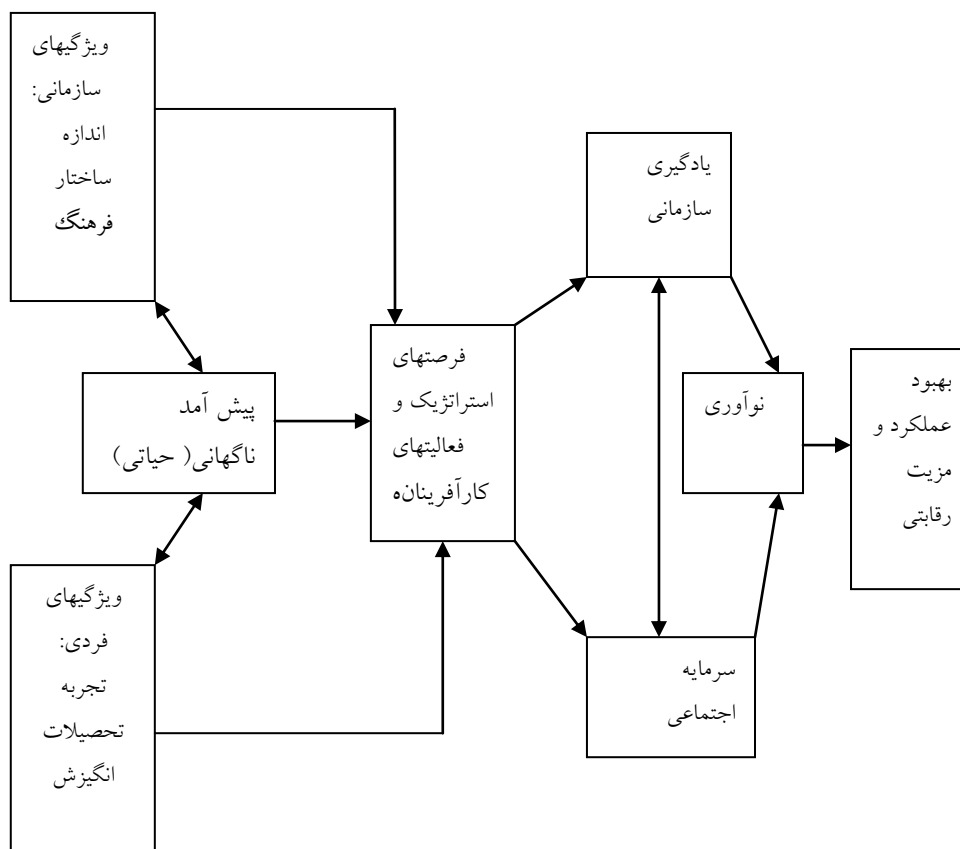 ویژگیهای
سازمانی:
اندازه
ساختار
فرهنگ
پیش آمد
ناگهانی( حیاتی)
ویژگیهای
فردی:
تجربه
تحصیلات
انگیزش
فرصتهای
استراتژیک و
فعالیتهای
کارآفرینانه
یادگیری
سازمانی
سرمایه
اجتماعی
نوآوری
بهبود
عملکرد و
مزیت
رقابتی